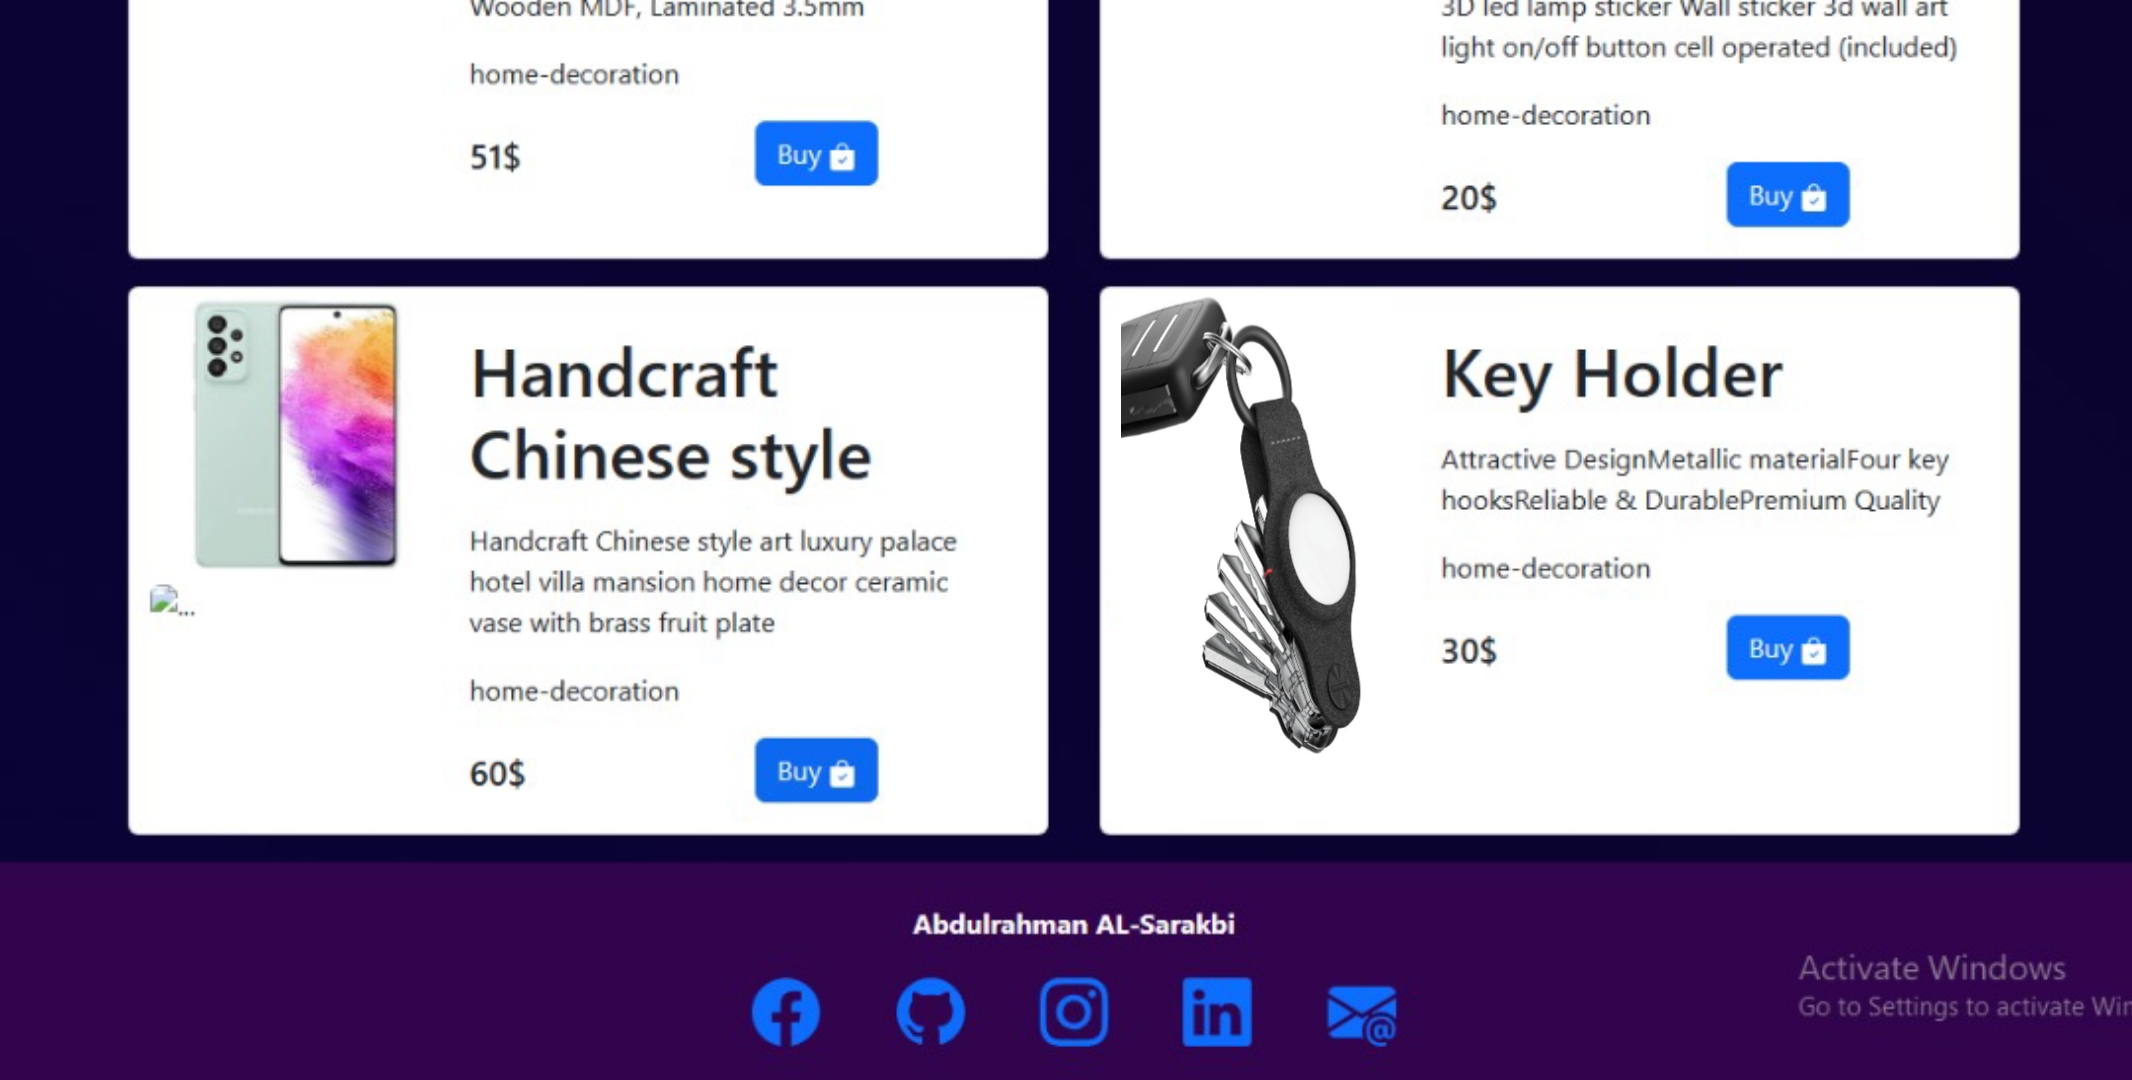 Wooden MDF, Laminated 3.5mm
home-decoration
51$
Buy
3D led lamp sticker Wall sticker 3d wall art
light on/off button cell operated (included)
home-decoration
20$
Buy
Handcraft
Chinese style
Handcraft Chinese style art luxury palace
hotel villa mansion home decor ceramic
vase with brass fruit plate
home-decoration
60$
Buy
...
Key Holder
Attractive DesignMetallic materialFour key
hooksReliable & DurablePremium Quality
home-decoration
30$
Buy
Abdulrahman AL-Sarakbi
Activate Windows
Go to Settings to activate Win